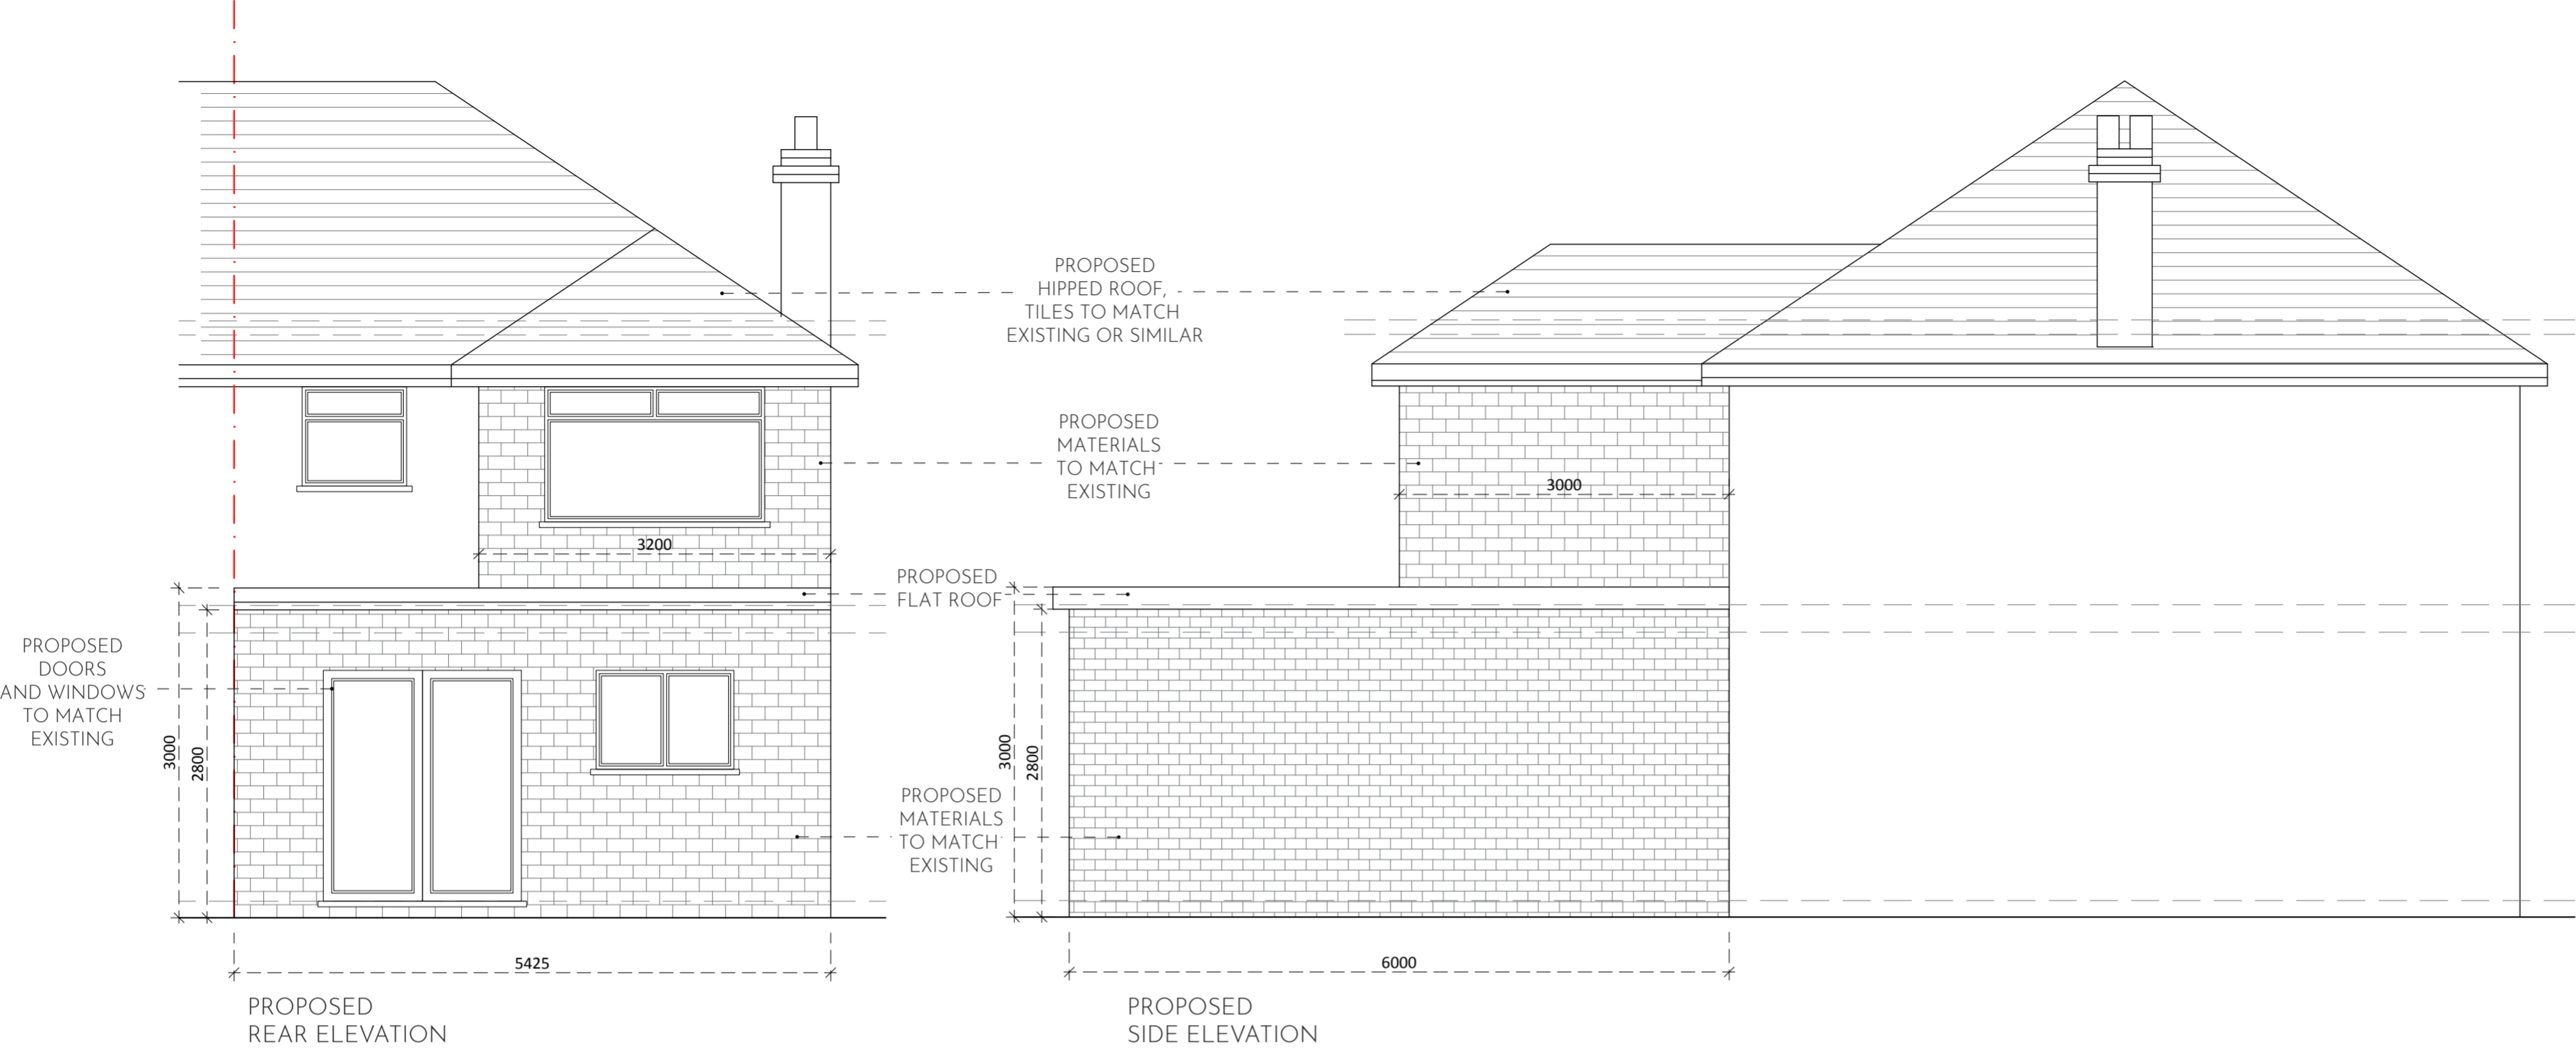 PROPOSED
HIPPED ROOF,
TILES TO MATCH
EXISTING OR SIMILAR
PROPOSED
MATERIALS
TO MATCH
EXISTING
3000
3200
PROPOSED
FLAT ROOF
PROPOSED
DOORS
AND WINDOWS
TO MATCH
EXISTING
3000
2800
3000
2800
PROPOSED
MATERIALS
TO MATCH
EXISTING
5425
6000
PROPOSED
REAR ELEVATION
PROPOSED
SIDE ELEVATION